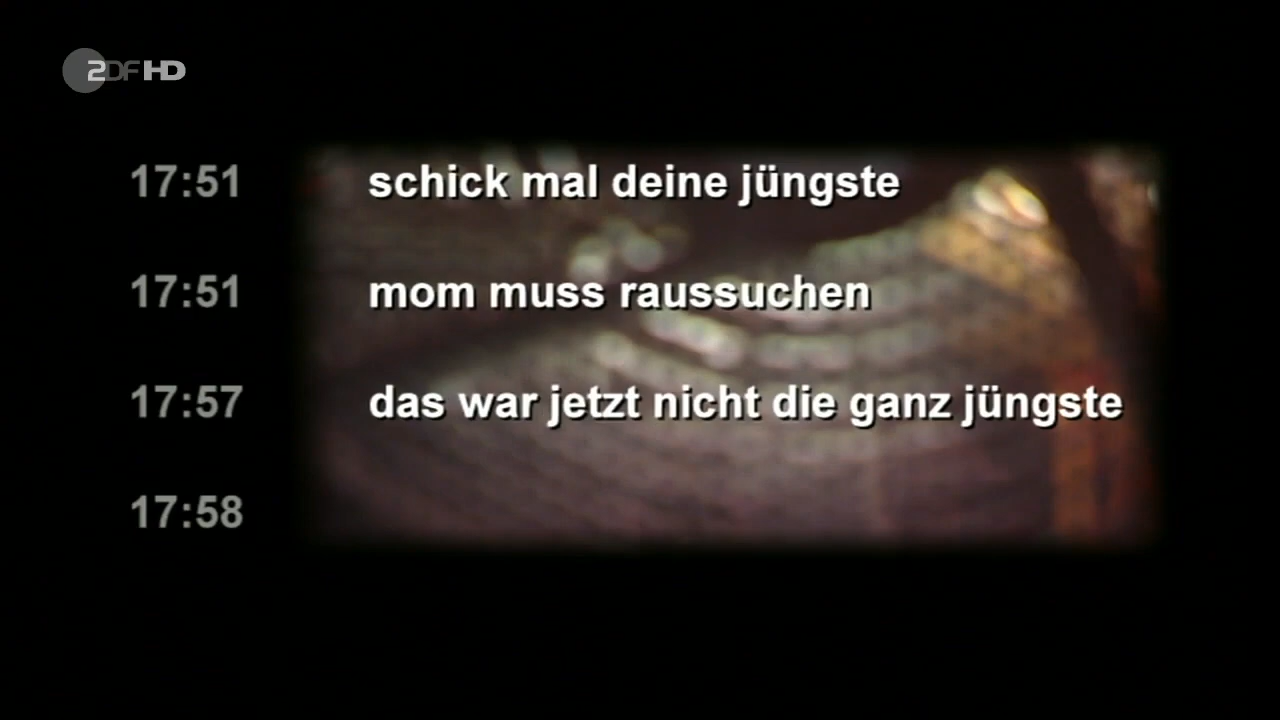 ZDF HD
17:51 schick mal deine jüngste
17:51 mom muss raussuchen
17:57 das war jetzt nicht die ganz jüngste
17:58